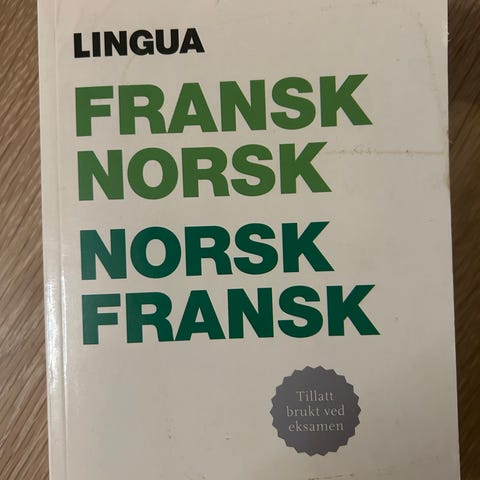 LINGUA
FRANSK
NORSK
NORSK
FRANSK
Tillatt
brukt ved
eksamen